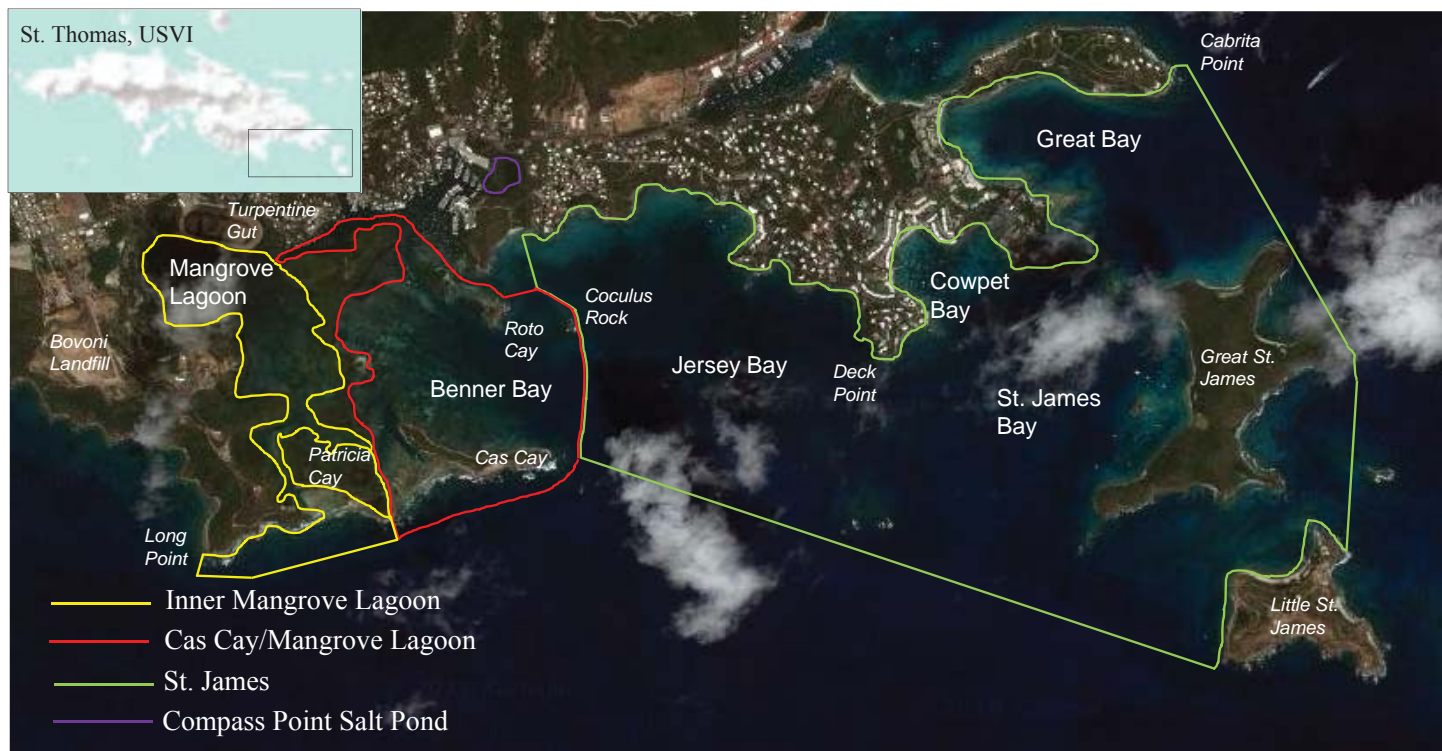 St. Thomas, USVI
Cabrita
Point
Great Bay
Turpentine
Gut
Mangrove
Lagoon
Cowpet
Bay
Coculus
Rock
Roto
Cay
Bovoni
Landfill
Jersey Bay
Deck
Point
Great St.
James
Benner Bay
St. James
Bay
Patricia
Cay
Cas Cay
Long
Point
Inner Mangrove Lagoon
Cas Cay/Mangrove Lagoon
St. James
Compass Point Salt Pond
Little St.
James